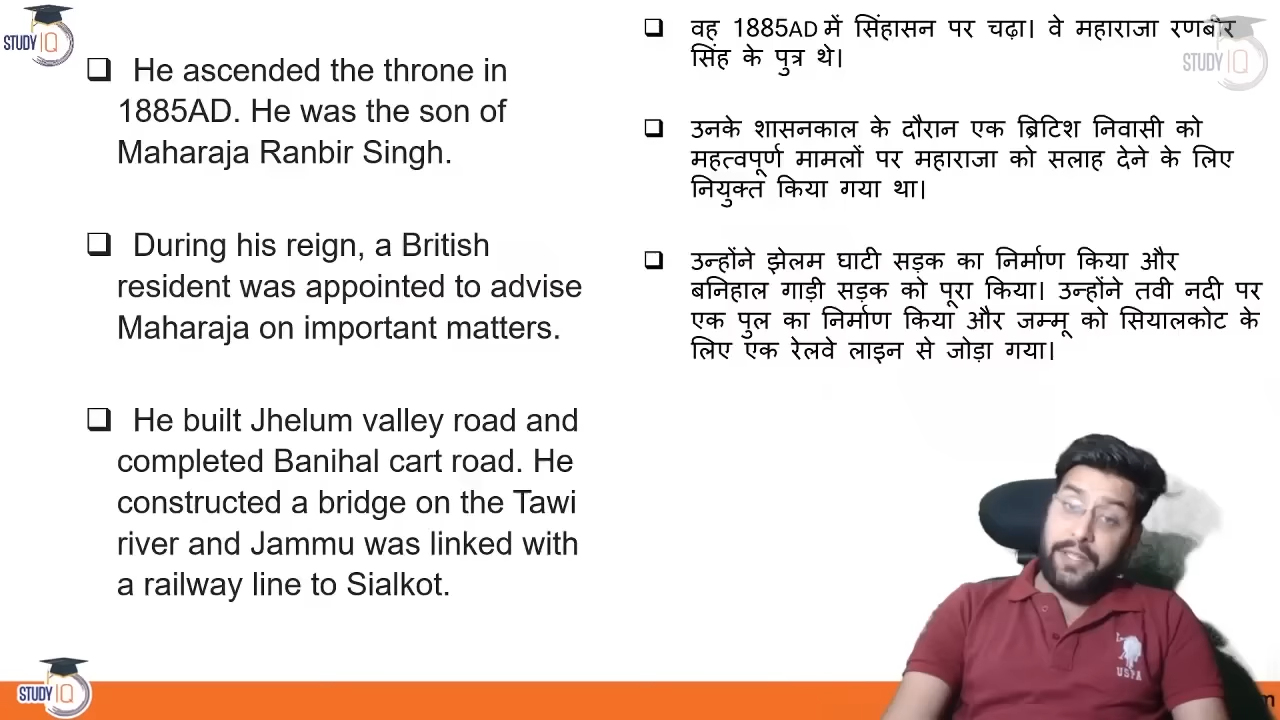 STUDY IQ
❑ He ascended the throne in
1885AD. He was the son of
Maharaja Ranbir Singh.
❑ During his reign, a British
resident was appointed to advise
Maharaja on important matters.
❑ He built Jhelum valley road and
completed Banihal cart road. He
constructed a bridge on the Tawi
river and Jammu was linked with
a railway line to Sialkot.
❑ वह 1885AD में सिंहासन पर चढ़ा। वे महाराजा रणबीर
सिंह के पुत्र थे।
❑ उनके शासनकाल के दौरान एक ब्रिटिश निवासी को
महत्वपूर्ण मामलों पर महाराजा को सलाह देने के लिए
नियुक्त किया गया था।
❑ उन्होंने झेलम घाटी सड़क का निर्माण किया और
बनिहाल गाड़ी सड़क को पूरा किया। उन्होंने तवी नदी पर
एक पुल का निर्माण किया और जम्मू को सियालकोट के
लिए एक रेलवे लाइन से जोड़ा गया।
STUDY IQ
USPA
STUDY IQ
m